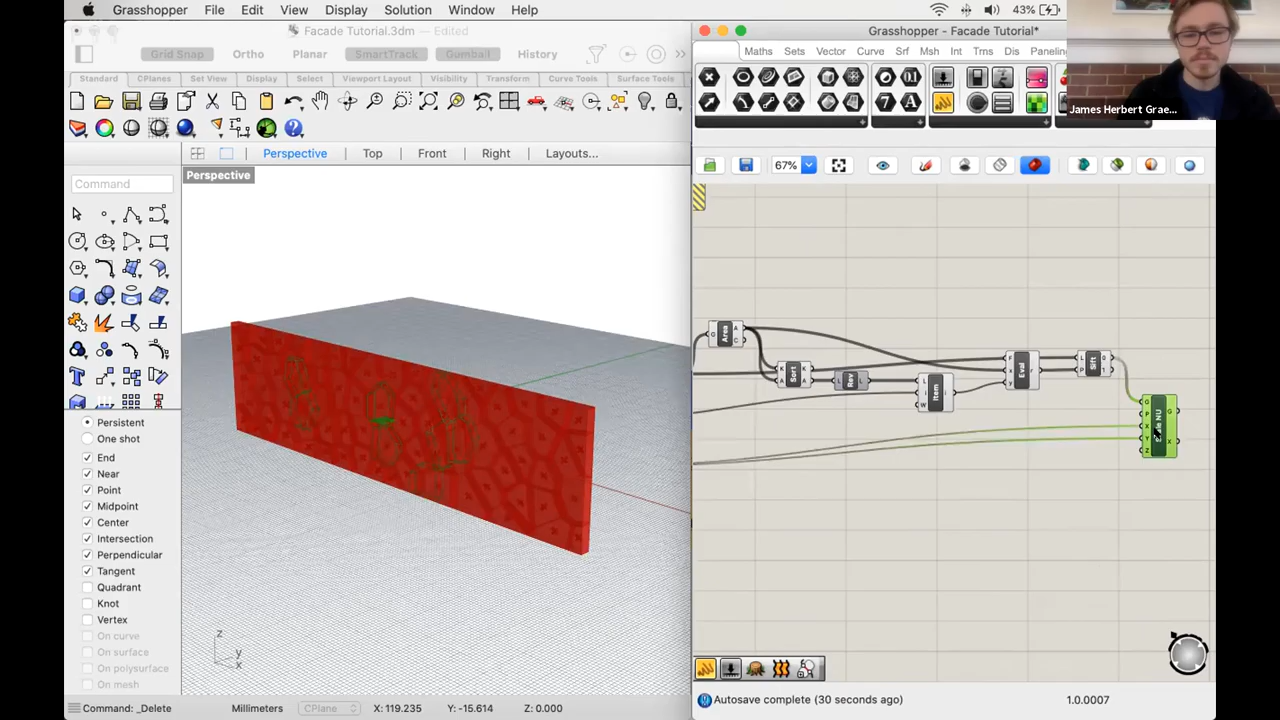 Grasshopper File Edit View Display Solution Window Help 43%
Facade Tutorial.3dm — Edited
Grasshopper - Facade Tutorial*
Grid Snap Ortho Planar SmartTrack Gumball History
Maths Sets Vector Curve Srf Msh Int Trns Dis Paneling
Standard CPlanes Set View Display Select Viewport Layout Visibility Transform Curve Tools Surface Tools
James Herbert Grae...
Perspective Top Front Right Layouts...
67%
Perspective
Command
Area
Sort
Rev
Item
Eval
Sift
Scale NU
Persistent
One shot
End
Near
Point
Midpoint
Center
Intersection
Perpendicular
Tangent
Quadrant
Knot
Vertex
On curve
On surface
On polysurface
On mesh
z
y
x
Command: _Delete Millimeters CPlane X: 119.235 Y: -15.614 Z: 0.000
Autosave complete (30 seconds ago) 1.0.0007